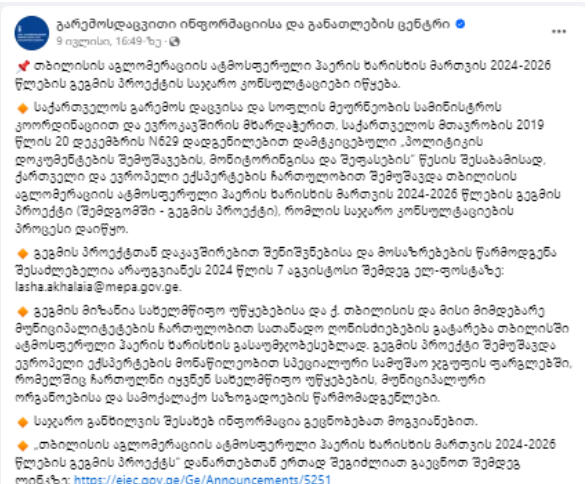 გარემოსდაცვითი ინფორმაციისა და განათლების ცენტრი
9 ივლისი, 16:49-ზე ·
📌 თბილისის აგლომერაციის ატმოსფერული ჰაერის ხარისხის მართვის 2024-2026
წლების გეგმის პროექტის საჯარო კონსულტაციები იწყება.
🔸 საქართველოს გარემოს დაცვისა და სოფლის მეურნეობის სამინისტროს
კოორდინაციით და ევროკავშირის მხარდაჭერით, საქართველოს მთავრობის 2019
წლის 20 დეკემბრის N629 დადგენილებით დამტკიცებული „პოლიტიკის
დოკუმენტების შემუშავების, მონიტორინგისა და შეფასების“ წესის შესაბამისად,
ქართველი და ევროპელი ექსპერტების ჩართულობით შემუშავდა თბილისის
აგლომერაციის ატმოსფერული ჰაერის ხარისხის მართვის 2024-2026 წლების გეგმის
პროექტი (შემდგომში - გეგმის პროექტი), რომლის საჯარო კონსულტაციების
პროცესი დაიწყო.
🔸 გეგმის პროექტთან დაკავშირებით შენიშვნებისა და მოსაზრებების წარმოდგენა
შესაძლებელია არაუგვიანეს 2024 წლის 7 აგვისტოსი შემდეგ ელ-ფოსტაზე:
lasha.akhalaia@mepa.gov.ge.
🔸 გეგმის მიზანია სახელმწიფო უწყებებისა და ქ. თბილისის და მისი მიმდებარე
მუნიციპალიტეტების ჩართულობით სათანადო ღონისძიებების გატარება თბილისში
ატმოსფერული ჰაერის ხარისხის გასაუმჯობესებლად. გეგმის პროექტი შემუშავდა
ევროპელი ექსპერტების მონაწილეობით სპეციალური სამუშაო ჯგუფის ფარგლებში,
რომელშიც ჩართულნი იყვნენ სახელმწიფო უწყებების, მუნიციპალური
ორგანოებისა და სამოქალაქო საზოგადოების წარმომადგენლები.
🔸 საჯარო განხილვის შესახებ ინფორმაცია გეცნობებათ მოგვიანებით.
🔸 „თბილისის აგლომერაციის ატმოსფერული ჰაერის ხარისხის მართვის 2024-2026
წლების გეგმის პროექტს“ დანართებთან ერთად შეგიძლიათ გაეცნოთ შემდეგ
ლინკზე: https://eiec.gov.ge/Ge/Announcements/5251